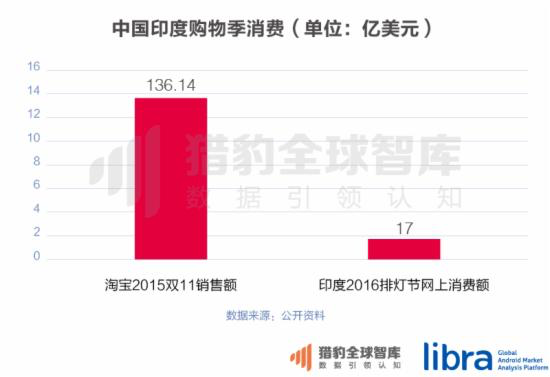 中国印度购物季消费（单位：亿美元）
16
14
12
10
8
6
4
2
0
136.14
17
猎豹全球智库
数据引领认知
淘宝2015双11销售额
印度2016排灯节网上消费额
数据来源：公开资料
猎豹全球智库
数据引领认知
libra
Global
Android Market
Analysis Platform